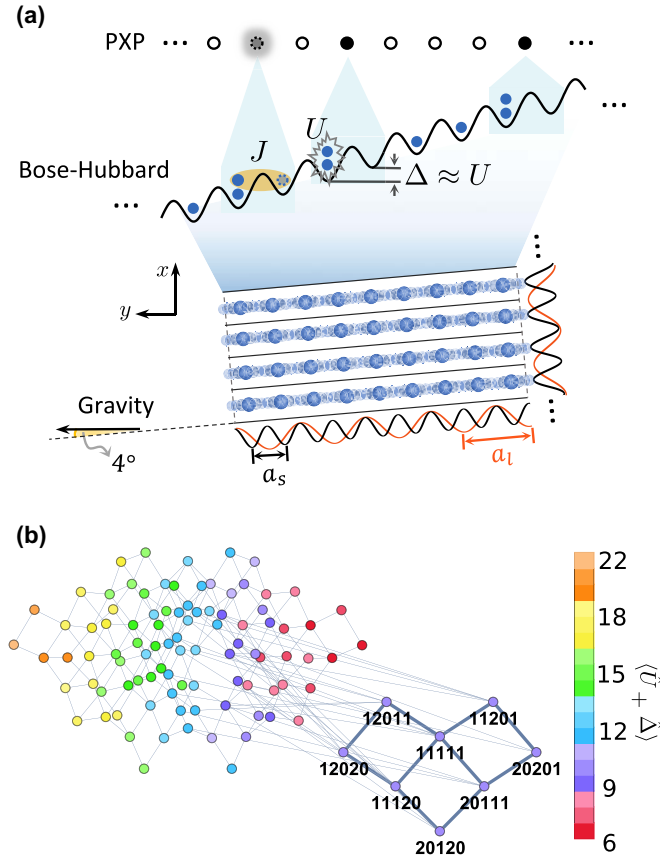 (a)
PXP ... ...
J
U
Δ ≈ U
Bose-Hubbard
...
...
x
y
...
Gravity
4°
...
a_s
a_l
(b)
22
18
15
12
9
6
⟨Û + Δ̂⟩
12011
11201
11111
12020
20201
11120
20111
20120